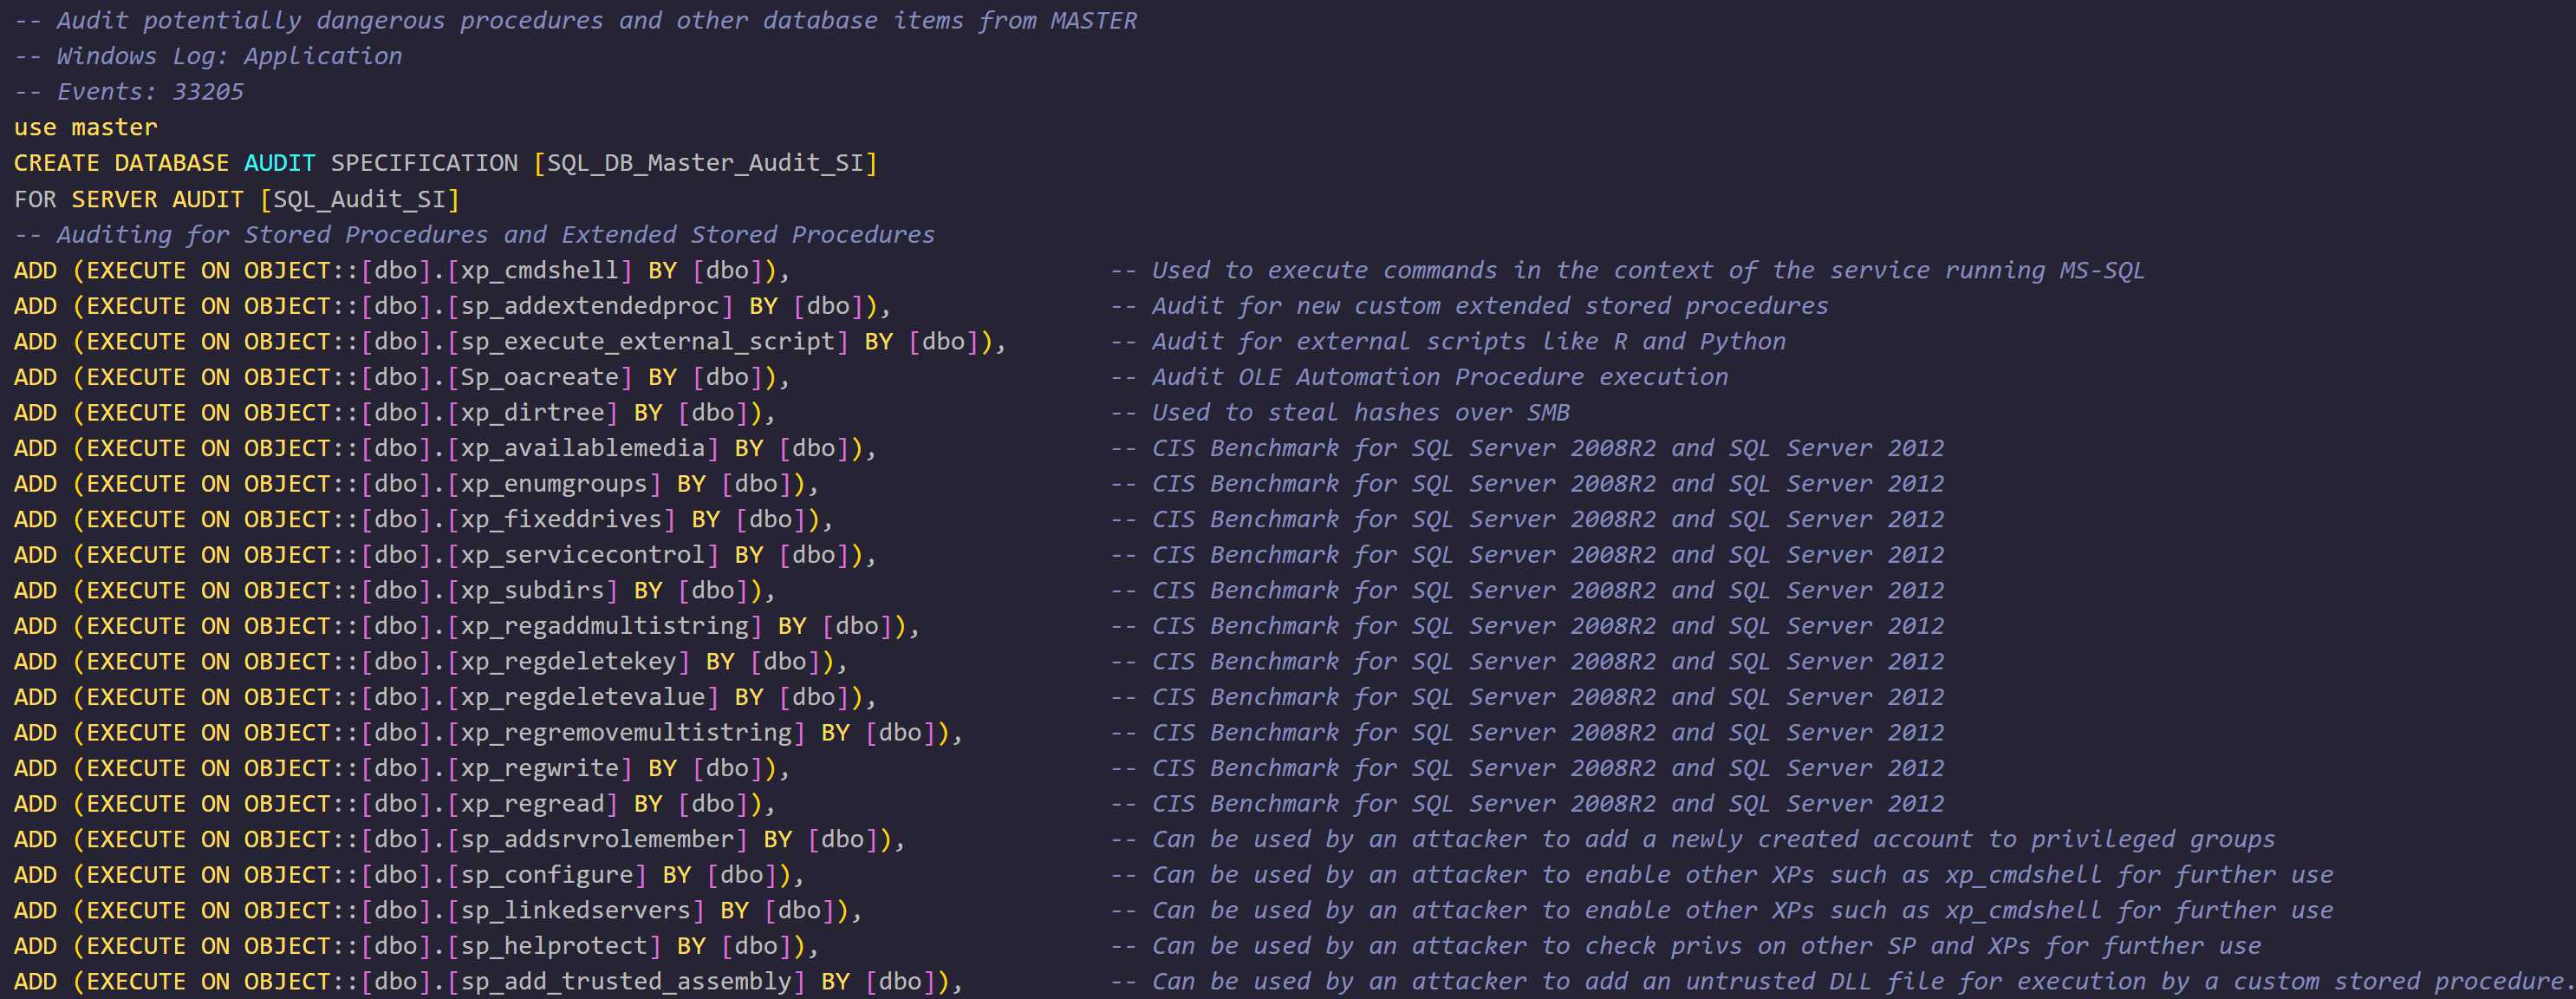 -- Audit potentially dangerous procedures and other database items from MASTER
-- Windows Log: Application
-- Events: 33205
use master
CREATE DATABASE AUDIT SPECIFICATION [SQL_DB_Master_Audit_SI]
FOR SERVER AUDIT [SQL_Audit_SI]
-- Auditing for Stored Procedures and Extended Stored Procedures
ADD (EXECUTE ON OBJECT::[dbo].[xp_cmdshell] BY [dbo]), -- Used to execute commands in the context of the service running MS-SQL
ADD (EXECUTE ON OBJECT::[dbo].[sp_addextendedproc] BY [dbo]), -- Audit for new custom extended stored procedures
ADD (EXECUTE ON OBJECT::[dbo].[sp_execute_external_script] BY [dbo]), -- Audit for external scripts like R and Python
ADD (EXECUTE ON OBJECT::[dbo].[Sp_oacreate] BY [dbo]), -- Audit OLE Automation Procedure execution
ADD (EXECUTE ON OBJECT::[dbo].[xp_dirtree] BY [dbo]), -- Used to steal hashes over SMB
ADD (EXECUTE ON OBJECT::[dbo].[xp_availablemedia] BY [dbo]), -- CIS Benchmark for SQL Server 2008R2 and SQL Server 2012
ADD (EXECUTE ON OBJECT::[dbo].[xp_enumgroups] BY [dbo]), -- CIS Benchmark for SQL Server 2008R2 and SQL Server 2012
ADD (EXECUTE ON OBJECT::[dbo].[xp_fixeddrives] BY [dbo]), -- CIS Benchmark for SQL Server 2008R2 and SQL Server 2012
ADD (EXECUTE ON OBJECT::[dbo].[xp_servicecontrol] BY [dbo]), -- CIS Benchmark for SQL Server 2008R2 and SQL Server 2012
ADD (EXECUTE ON OBJECT::[dbo].[xp_subdirs] BY [dbo]), -- CIS Benchmark for SQL Server 2008R2 and SQL Server 2012
ADD (EXECUTE ON OBJECT::[dbo].[xp_regaddmultistring] BY [dbo]), -- CIS Benchmark for SQL Server 2008R2 and SQL Server 2012
ADD (EXECUTE ON OBJECT::[dbo].[xp_regdeletekey] BY [dbo]), -- CIS Benchmark for SQL Server 2008R2 and SQL Server 2012
ADD (EXECUTE ON OBJECT::[dbo].[xp_regdeletevalue] BY [dbo]), -- CIS Benchmark for SQL Server 2008R2 and SQL Server 2012
ADD (EXECUTE ON OBJECT::[dbo].[xp_regremovemultistring] BY [dbo]), -- CIS Benchmark for SQL Server 2008R2 and SQL Server 2012
ADD (EXECUTE ON OBJECT::[dbo].[xp_regwrite] BY [dbo]), -- CIS Benchmark for SQL Server 2008R2 and SQL Server 2012
ADD (EXECUTE ON OBJECT::[dbo].[xp_regread] BY [dbo]), -- CIS Benchmark for SQL Server 2008R2 and SQL Server 2012
ADD (EXECUTE ON OBJECT::[dbo].[sp_addsrvrolemember] BY [dbo]), -- Can be used by an attacker to add a newly created account to privileged groups
ADD (EXECUTE ON OBJECT::[dbo].[sp_configure] BY [dbo]), -- Can be used by an attacker to enable other XPs such as xp_cmdshell for further use
ADD (EXECUTE ON OBJECT::[dbo].[sp_linkedservers] BY [dbo]), -- Can be used by an attacker to enable other XPs such as xp_cmdshell for further use
ADD (EXECUTE ON OBJECT::[dbo].[sp_helprotect] BY [dbo]), -- Can be used by an attacker to check privs on other SP and XPs for further use
ADD (EXECUTE ON OBJECT::[dbo].[sp_add_trusted_assembly] BY [dbo]), -- Can be used by an attacker to add an untrusted DLL file for execution by a custom stored procedure.